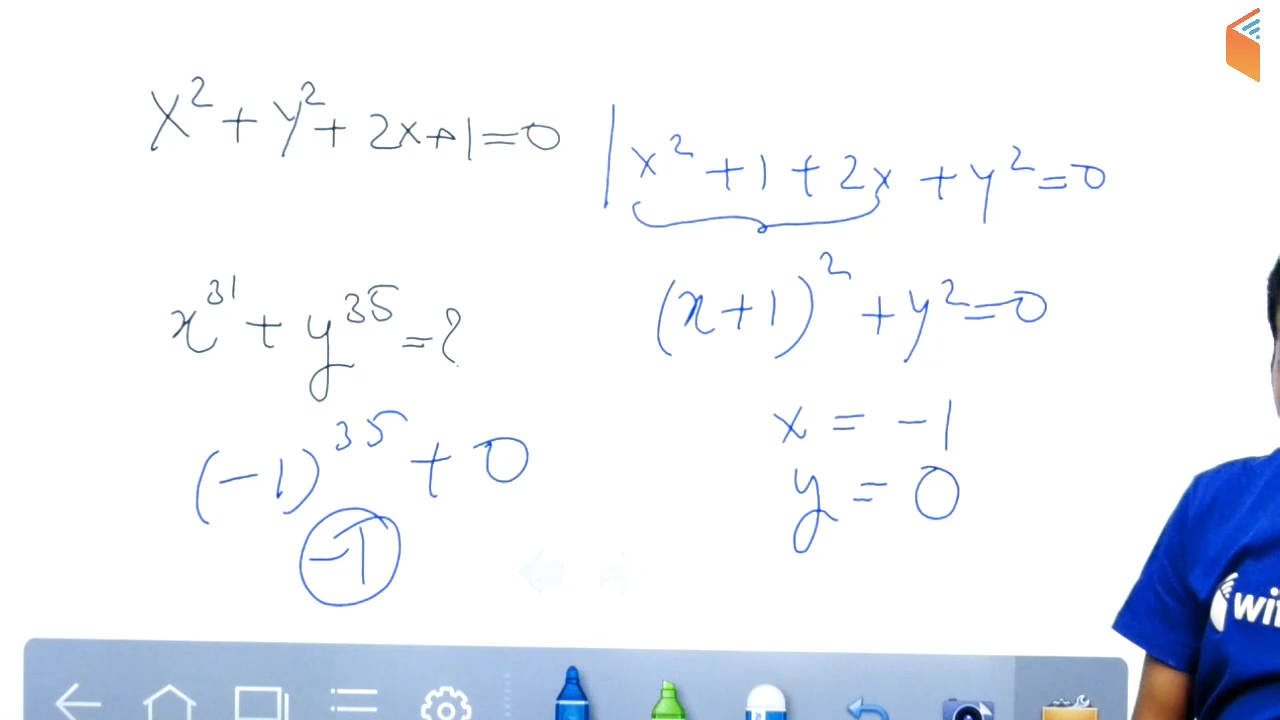 x² + y² + 2x + 1 = 0
x³¹ + y³⁵ = ?
(-1)³⁵ + 0
-1
x² + 1 + 2x + y² = 0
(x + 1)² + y² = 0
x = -1
y = 0